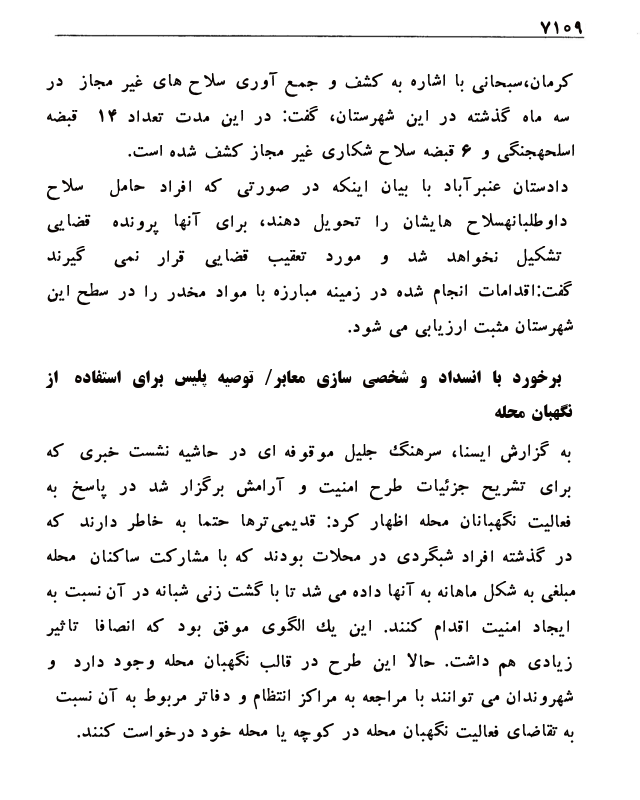 ۷۱۰۹
کرمان،سبحانی با اشاره به کشف و جمع آوری سلاح های غیر مجاز در
سه ماه گذشته در این شهرستان، گفت: در این مدت تعداد ۱۴ قبضه
اسلحهجنگی و ۶ قبضه سلاح شکاری غیر مجاز کشف شده است.
دادستان عنبرآباد با بیان اینکه در صورتی که افراد حامل سلاح
داوطلبانهسلاح هایشان را تحویل دهند، برای آنها پرونده قضایی
تشکیل نخواهد شد و مورد تعقیب قضایی قرار نمی گیرند
گفت:اقدامات انجام شده در زمینه مبارزه با مواد مخدر را در سطح این
شهرستان مثبت ارزیابی می شود.
برخورد با انسداد و شخصی سازی معابر/ توصیه پلیس برای استفاده از
نگهبان محله
به گزارش ایسنا، سرهنگ جلیل موقوفه ای در حاشیه نشست خبری که
برای تشریح جزئیات طرح امنیت و آرامش برگزار شد در پاسخ به
فعالیت نگهبانان محله اظهار کرد: قدیمی‌ترها حتما به خاطر دارند که
در گذشته افراد شبگردی در محلات بودند که با مشارکت ساکنان محله
مبلغی به شکل ماهانه به آنها داده می شد تا با گشت زنی شبانه در آن نسبت به
ایجاد امنیت اقدام کنند. این یك الگوی موفق بود که انصافا تاثیر
زیادی هم داشت. حالا این طرح در قالب نگهبان محله وجود دارد و
شهروندان می توانند با مراجعه به مراکز انتظام و دفاتر مربوط به آن نسبت
به تقاضای فعالیت نگهبان محله در کوچه یا محله خود درخواست کنند.